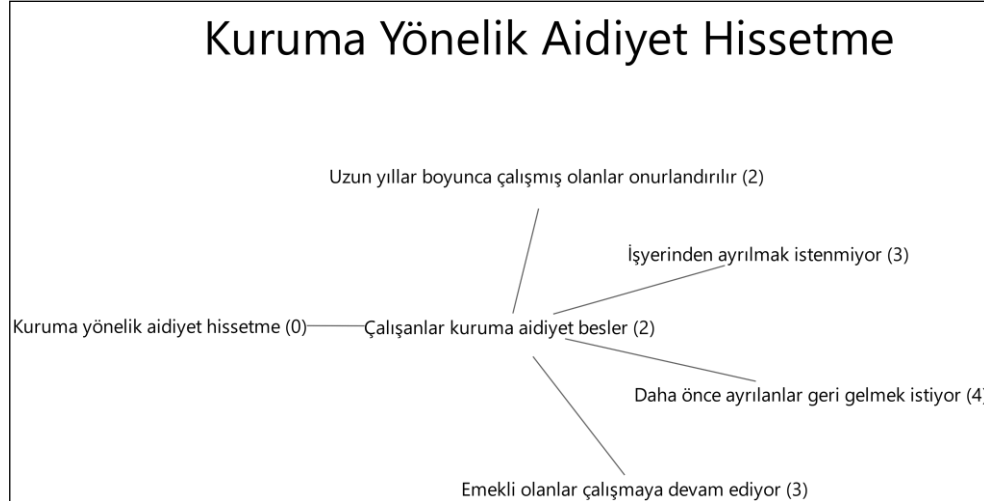 Kuruma Yönelik Aidiyet Hissetme
Uzun yıllar boyunca çalışmış olanlar onurlandırılır (2)
İşyerinden ayrılmak istenmiyor (3)
Kuruma yönelik aidiyet hissetme (0)
Çalışanlar kuruma aidiyet besler (2)
Daha önce ayrılanlar geri gelmek istiyor (4)
Emekli olanlar çalışmaya devam ediyor (3)